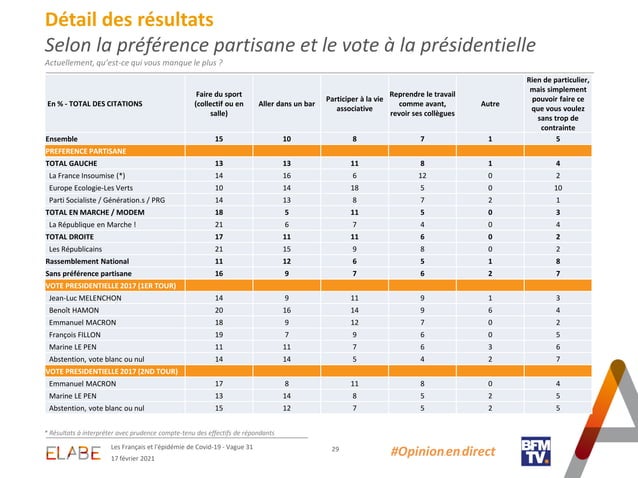 Détail des résultats
Selon la préférence partisane et le vote à la présidentielle
Actuellement, qu'est-ce qui vous manque le plus ?
En % - TOTAL DES CITATIONS Faire du sport (collectif ou en salle) Aller dans un bar Participer à la vie associative Reprendre le travail comme avant, revoir ses collègues Autre Rien de particulier, mais simplement pouvoir faire ce que vous voulez sans trop de contrainte
Ensemble 15 10 8 7 1 5
PREFERENCE PARTISANE
TOTAL GAUCHE 13 13 11 8 1 4
La France Insoumise (*) 14 16 6 12 0 2
Europe Ecologie-Les Verts 10 14 18 5 0 10
Parti Socialiste / Génération.s / PRG 14 13 8 7 2 1
TOTAL EN MARCHE / MODEM 18 5 11 5 0 3
La République en Marche ! 21 6 7 4 0 4
TOTAL DROITE 17 11 11 6 0 2
Les Républicains 21 15 9 8 0 2
Rassemblement National 11 12 6 5 1 8
Sans préférence partisane 16 9 7 6 2 7
VOTE PRESIDENTIELLE 2017 (1ER TOUR)
Jean-Luc MELENCHON 14 9 11 9 1 3
Benoît HAMON 20 16 14 9 6 4
Emmanuel MACRON 18 9 12 7 0 2
François FILLON 19 7 9 6 0 5
Marine LE PEN 11 11 7 6 3 6
Abstention, vote blanc ou nul 14 14 5 4 2 7
VOTE PRESIDENTIELLE 2017 (2ND TOUR)
Emmanuel MACRON 17 8 11 8 0 4
Marine LE PEN 13 14 8 5 2 5
Abstention, vote blanc ou nul 15 12 7 5 2 5
* Résultats à interpréter avec prudence compte-tenu des effectifs de répondants
ELABE
Les Français et l'épidémie de Covid-19 - Vague 31
17 février 2021
29
#Opinion en direct
BFM
TV.